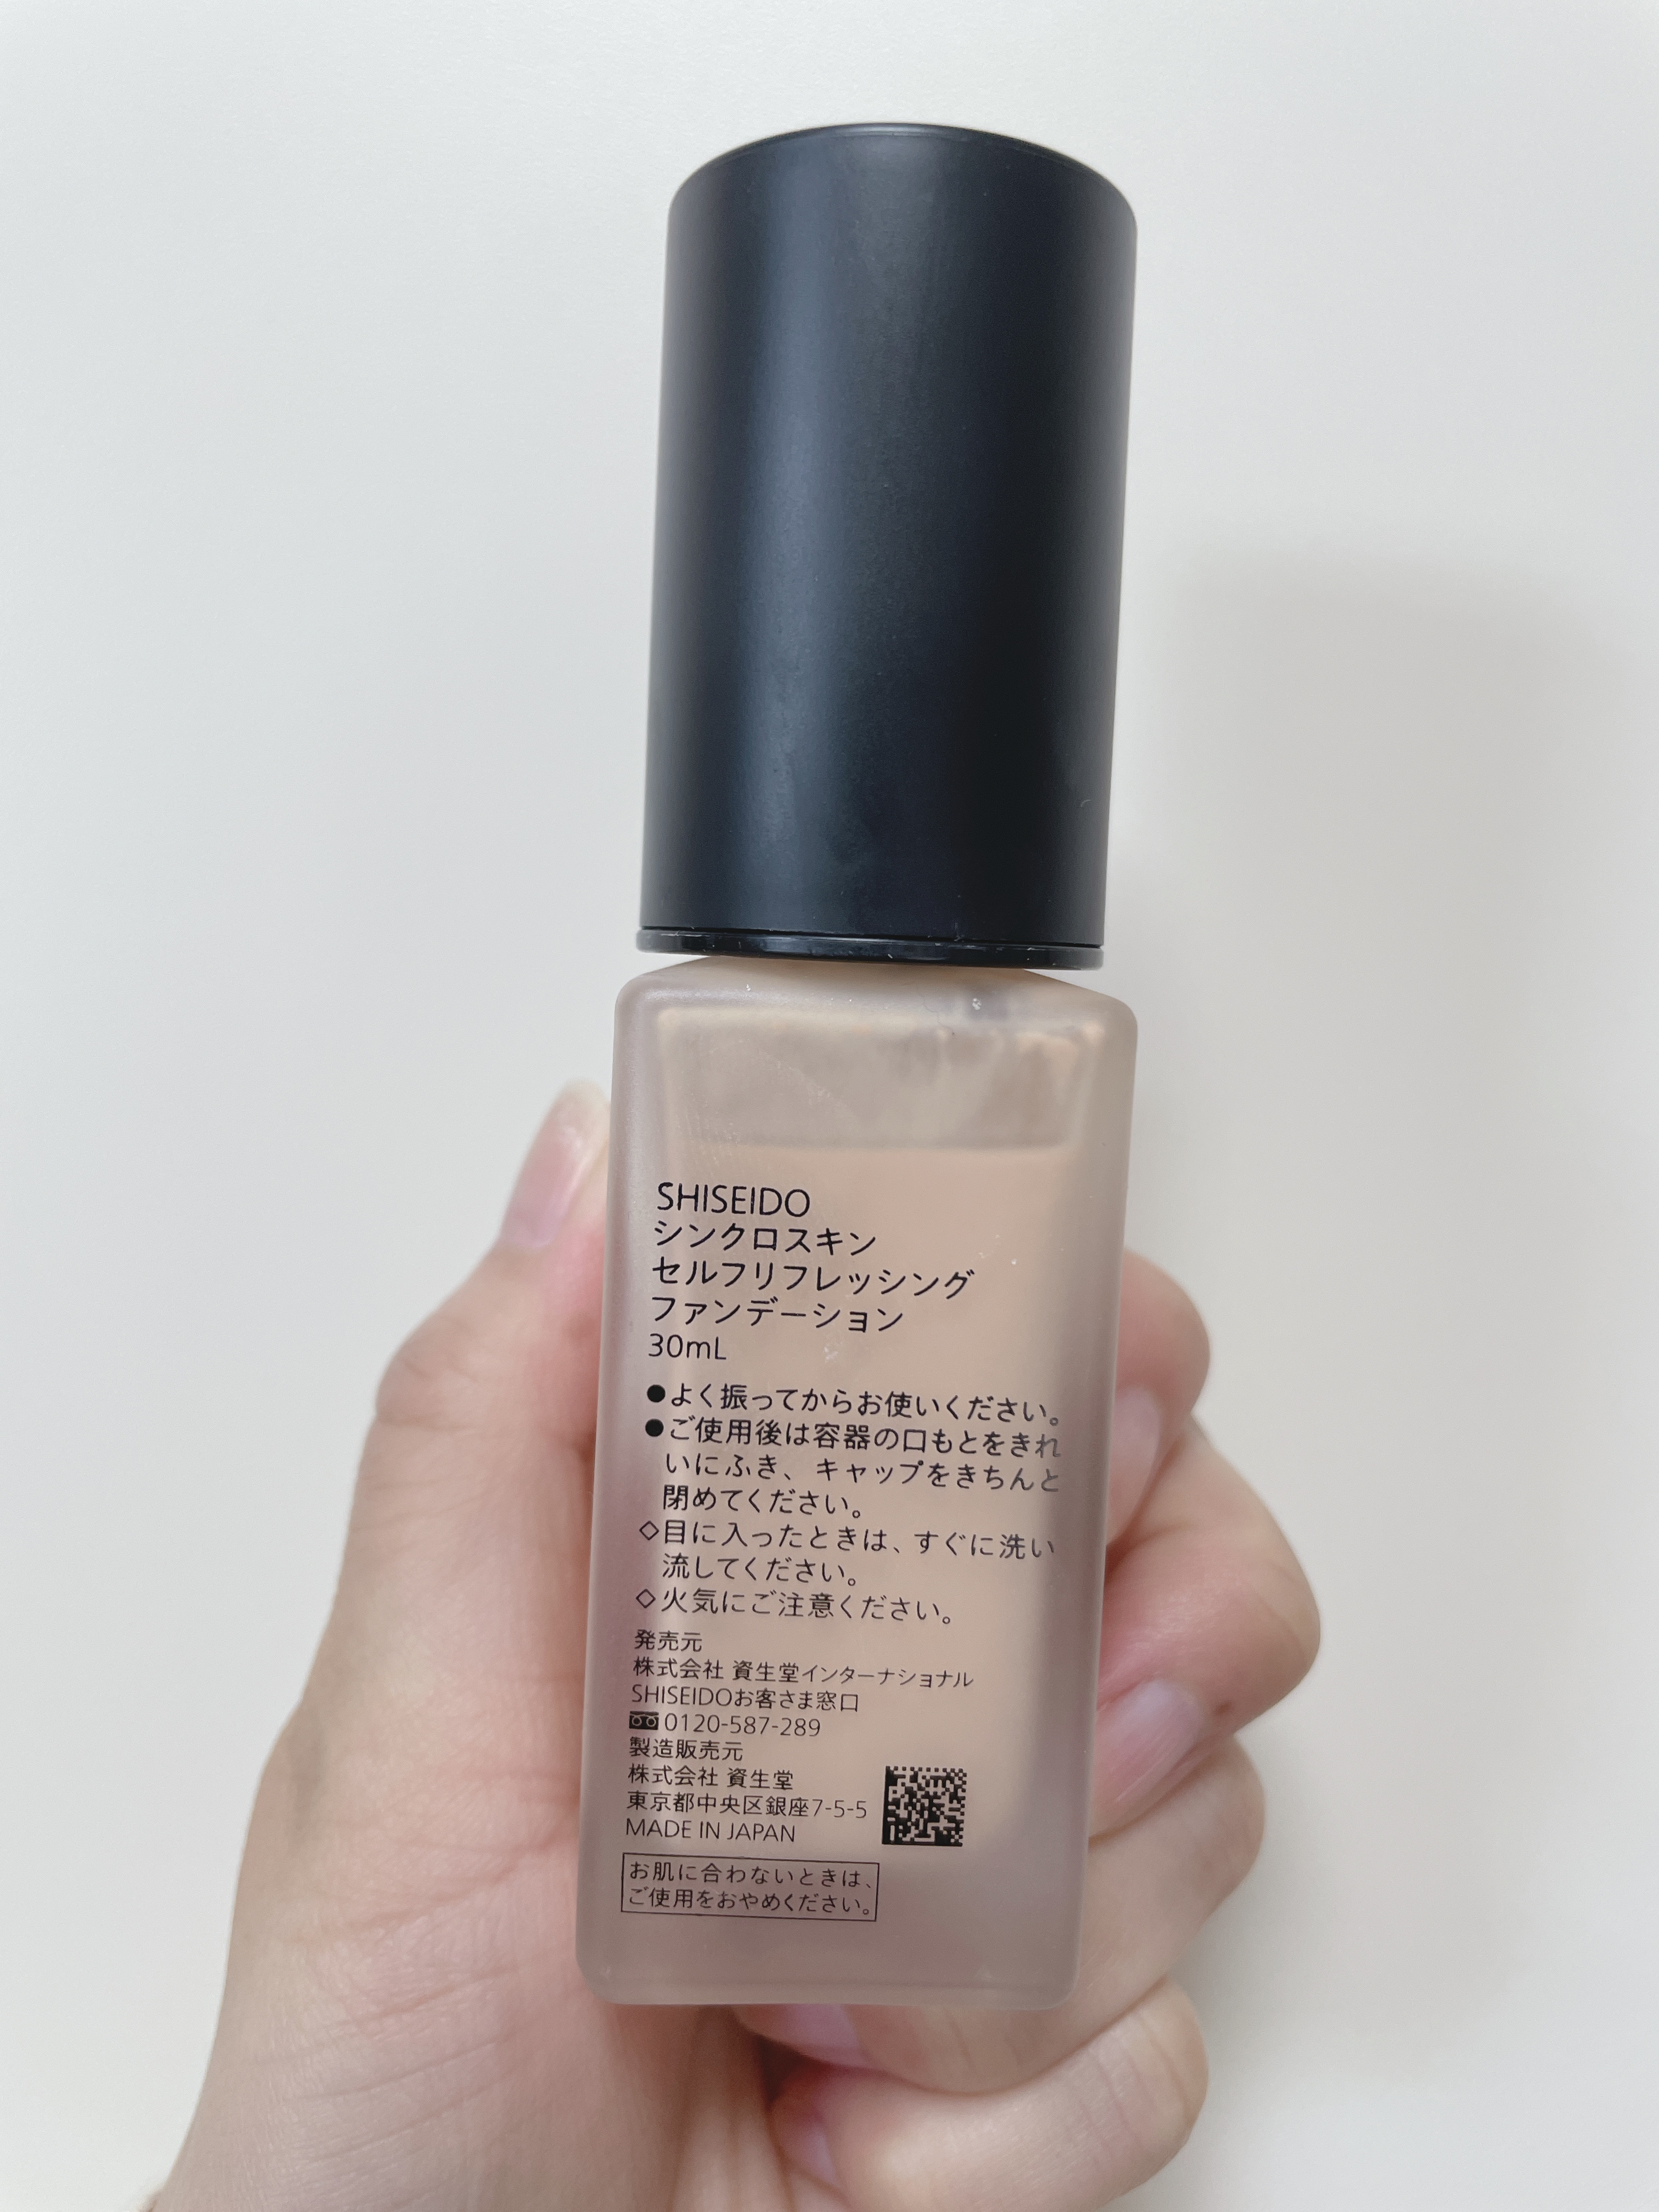 SHISEIDO
シンクロスキン
セルフリフレッシング
ファンデーション
30mL
●よく振ってからお使いください。
●ご使用後は容器の口もとをきれ
いにふき、キャップをきちんと
閉めてください。
◇目に入ったときは、すぐに洗い
流してください。
◇火気にご注意ください。
発売元
株式会社 資生堂インターナショナル
SHISEIDOお客さま窓口
0120-587-289
製造販売元
株式会社 資生堂
東京都中央区銀座7-5-5
MADE IN JAPAN
お肌に合わないときは、
ご使用をおやめください。